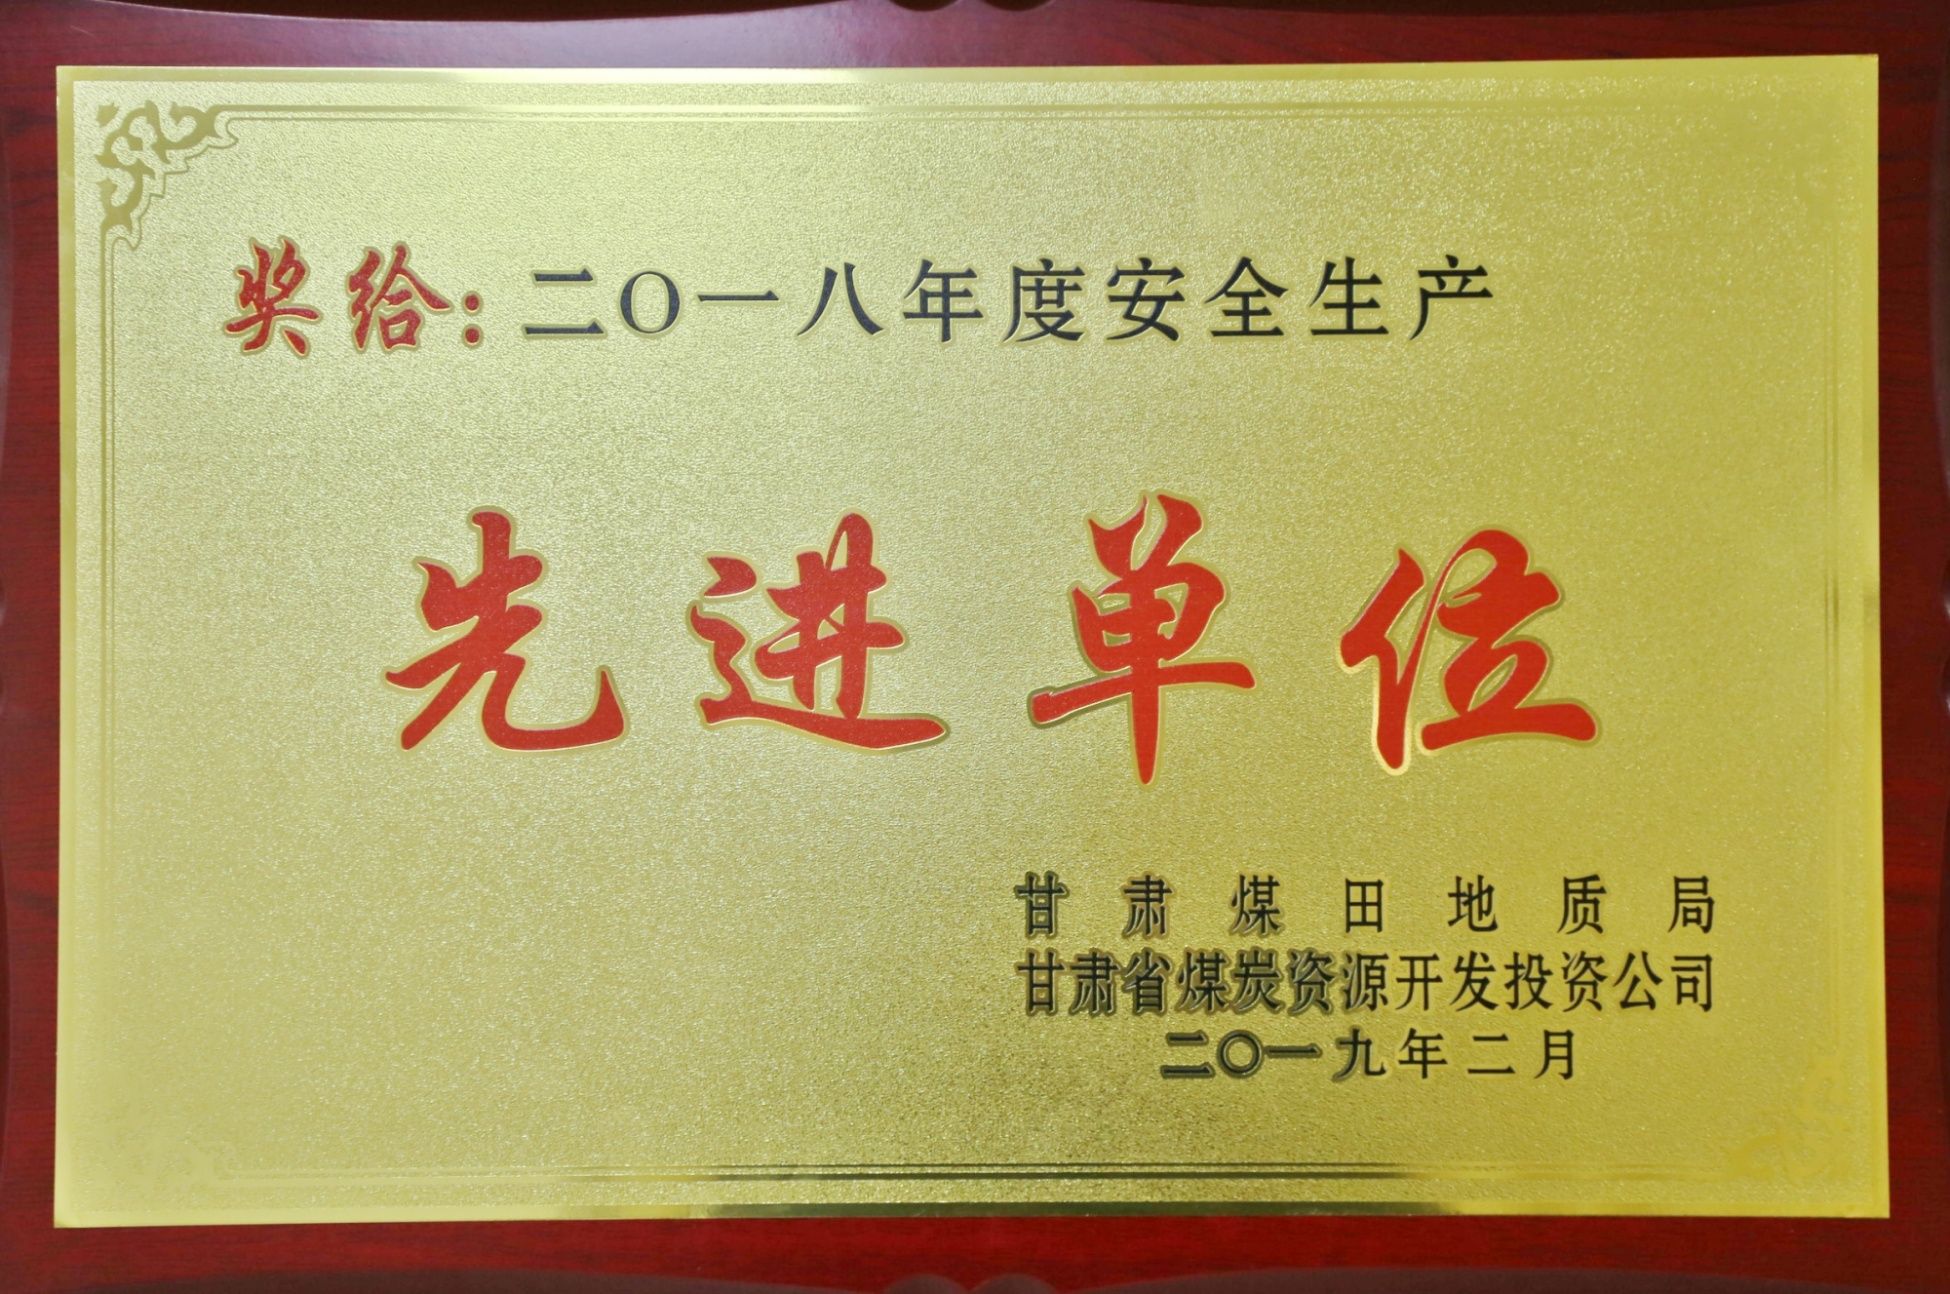 奖给：二〇一八年度安全生产
先进单位
甘肃煤田地质局
甘肃省煤炭资源开发投资公司
二〇一九年二月